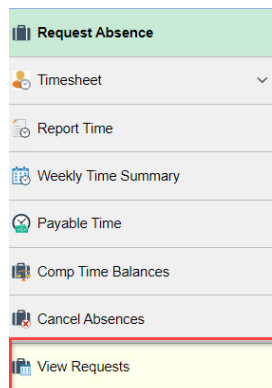 Request Absence
Timesheet
Report Time
Weekly Time Summary
Payable Time
Comp Time Balances
Cancel Absences
View Requests